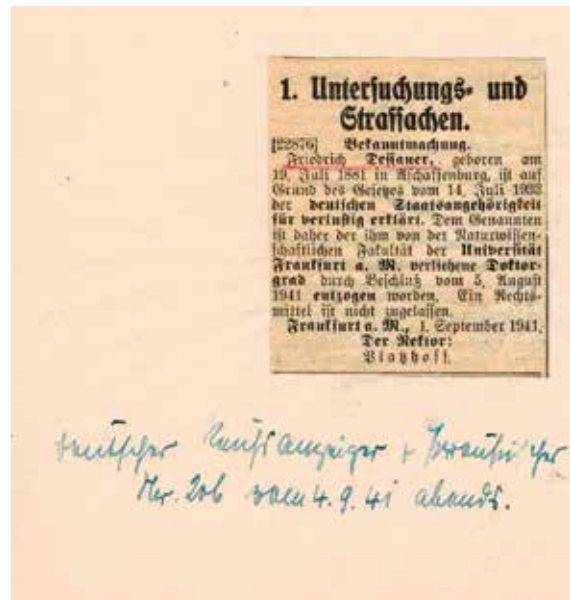 1. Untersuchungs- und
Strafsachen.
[22876] Bekanntmachung.
Friedrich Dessauer, geboren am
19. Juli 1881 in Aschaffenburg, ist auf
Grund des Gesetzes vom 14. Juli 1933
der deutschen Staatsangehörigkeit
für verlustig erklärt. Dem Genannten
ist daher der ihm von der Naturwissen-
schaftlichen Fakultät der Universität
Frankfurt a. M. verliehene Doktor-
grad durch Beschluß vom 5. August
1941 entzogen worden. Ein Rechts-
mittel ist nicht zugelassen.
Frankfurt a. M., 1. September 1941.
Der Rektor:
Platzhoff.
Deutscher Reichsanzeiger + Preußischer
Nr. 206 vom 4. 9. 41 abends.